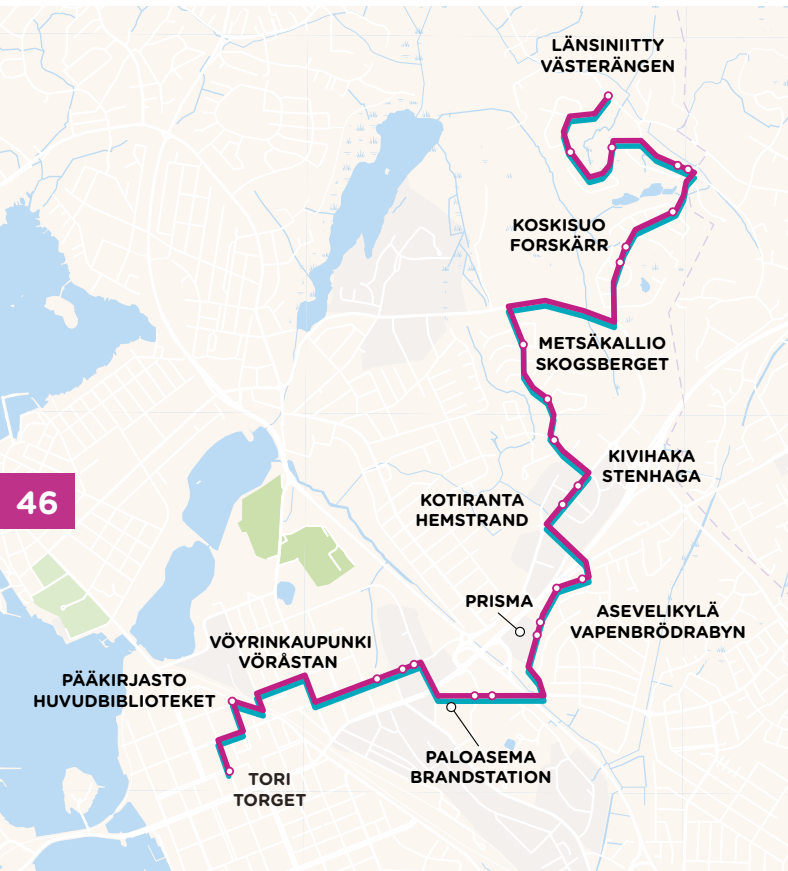 LÄNSINIITTY
VÄSTERÄNGEN
KOSKISUO
FORSKÄRR
METSÄKALLIO
SKOGSBERGET
KIVIHAKA
STENHAGA
46
KOTIRANTA
HEMSTRAND
PRISMA
ASEVELIKYLÄ
VAPENBRÖDRABYN
VÖYRINKAUPUNKI
VÖRÅSTAN
PÄÄKIRJASTO
HUVUDBIBLIOTEKET
PALOASEMA
BRANDSTATION
TORI
TORGET